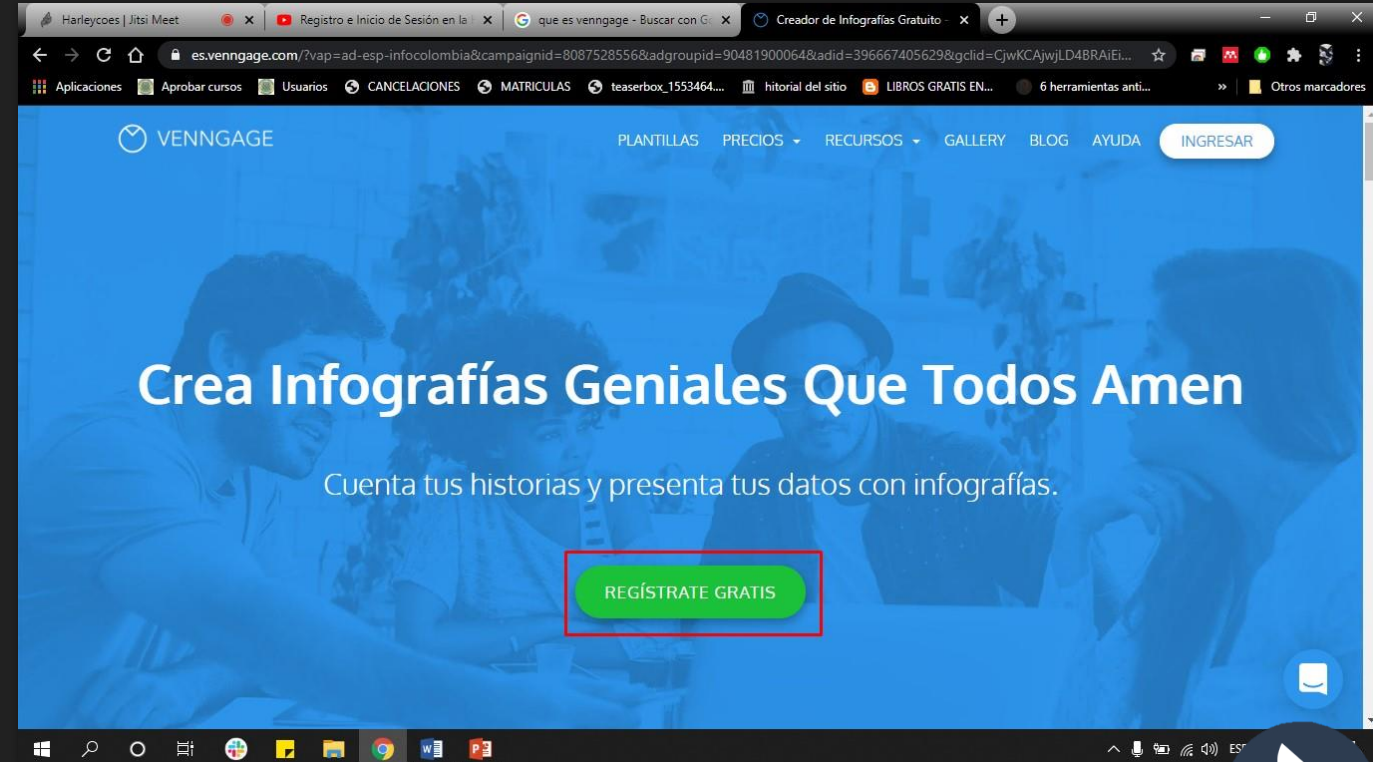 Harleycoes | Jitsi Meet
Registro e Inicio de Sesión en la
que es venngage - Buscar con Go
Creador de Infografías Gratuito -
es.venngage.com/?vap=ad-esp-infocolombia&campaignid=80875285556&adgroupid=90481900064&adid=396667405629&gclid=CjwKCAjwjLD4BRAiEi...
Aplicaciones Aprobar cursos Usuarios CANCELACIONES MATRICULAS teaserbox_1553464.... hitorial del sitio LIBROS GRATIS EN... 6 herramientas anti... » Otros marcadores
VENNGAGE
PLANTILLAS PRECIOS RECURSOS GALLERY BLOG AYUDA INGRESAR
Crea Infografías Geniales Que Todos Amen
Cuenta tus historias y presenta tus datos con infografías.
REGÍSTRATE GRATIS